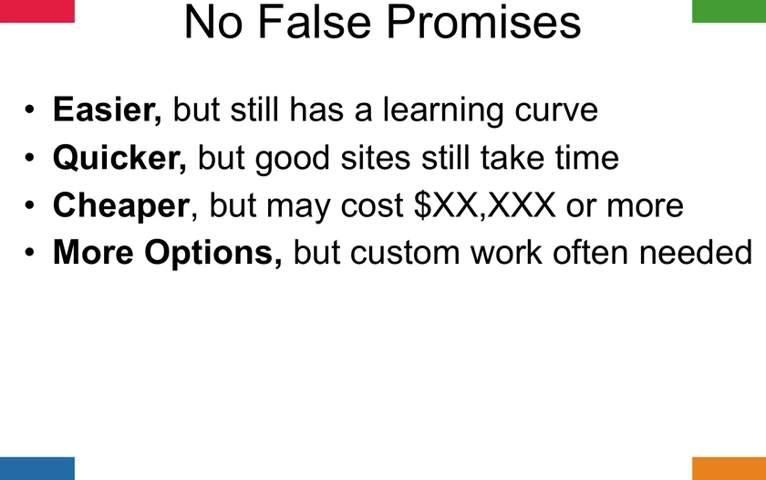 No False Promises
• Easier, but still has a learning curve
• Quicker, but good sites still take time
• Cheaper, but may cost $XX,XXX or more
• More Options, but custom work often needed